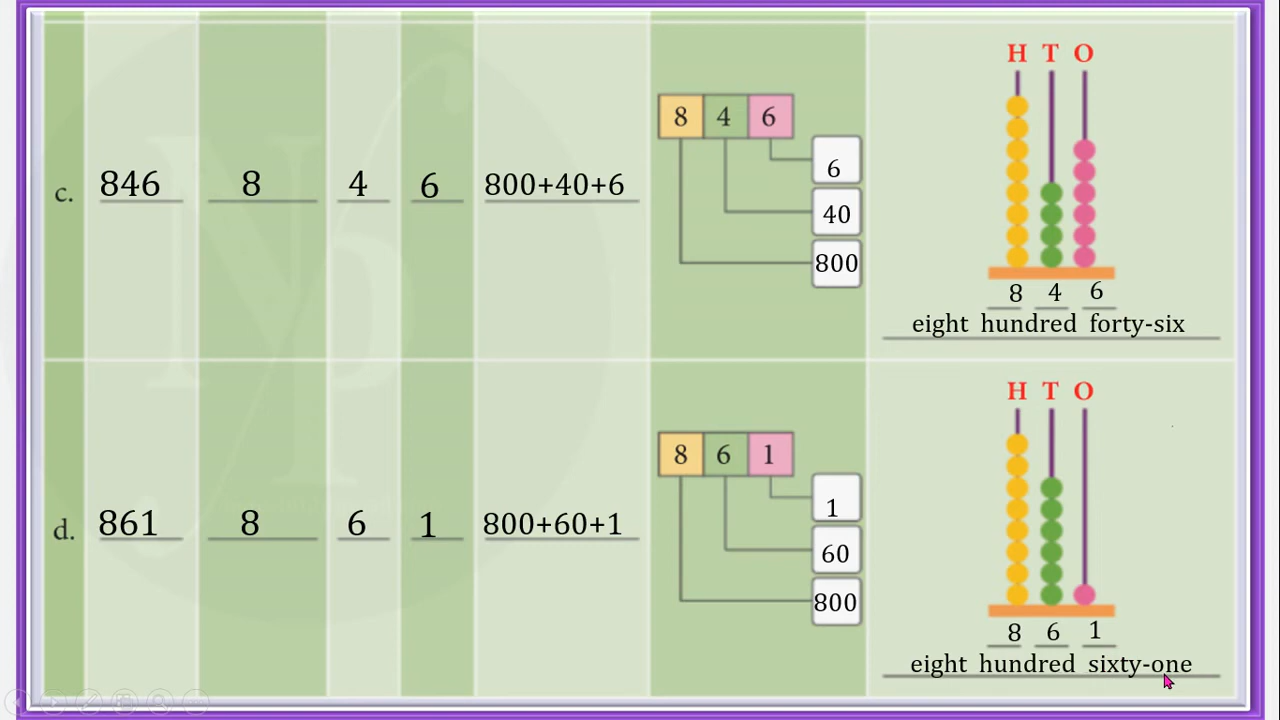 H T O
8 4 6
c. 846 8 4 6 800+40+6
6
40
800
8 4 6
eight hundred forty-six
H T O
8 6 1
d. 861 8 6 1 800+60+1
1
60
800
8 6 1
eight hundred sixty-one